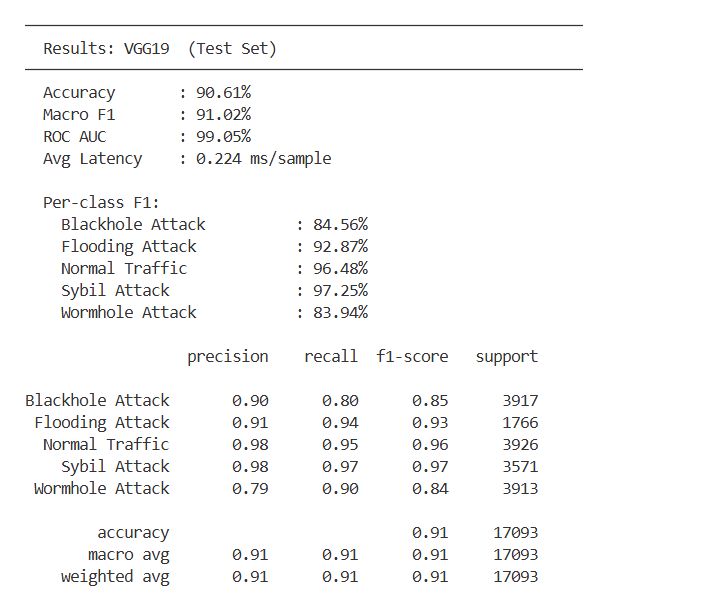 Results: VGG19 (Test Set)
Accuracy : 90.61%
Macro F1 : 91.02%
ROC AUC : 99.05%
Avg Latency : 0.224 ms/sample
Per-class F1:
Blackhole Attack : 84.56%
Flooding Attack : 92.87%
Normal Traffic : 96.48%
Sybil Attack : 97.25%
Wormhole Attack : 83.94%
precision recall f1-score support
Blackhole Attack 0.90 0.80 0.85 3917
Flooding Attack 0.91 0.94 0.93 1766
Normal Traffic 0.98 0.95 0.96 3926
Sybil Attack 0.98 0.97 0.97 3571
Wormhole Attack 0.79 0.90 0.84 3913
accuracy 0.91 17093
macro avg 0.91 0.91 0.91 17093
weighted avg 0.91 0.91 0.91 17093